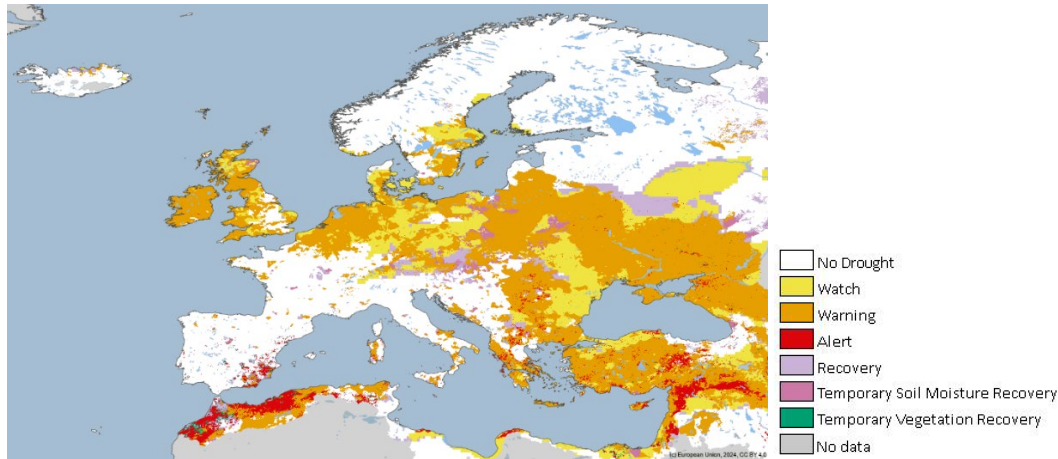 No Drought
Watch
Warning
Alert
Recovery
Temporary Soil Moisture Recovery
Temporary Vegetation Recovery
No data
(c) European Union, 2024, CC BY 4.0